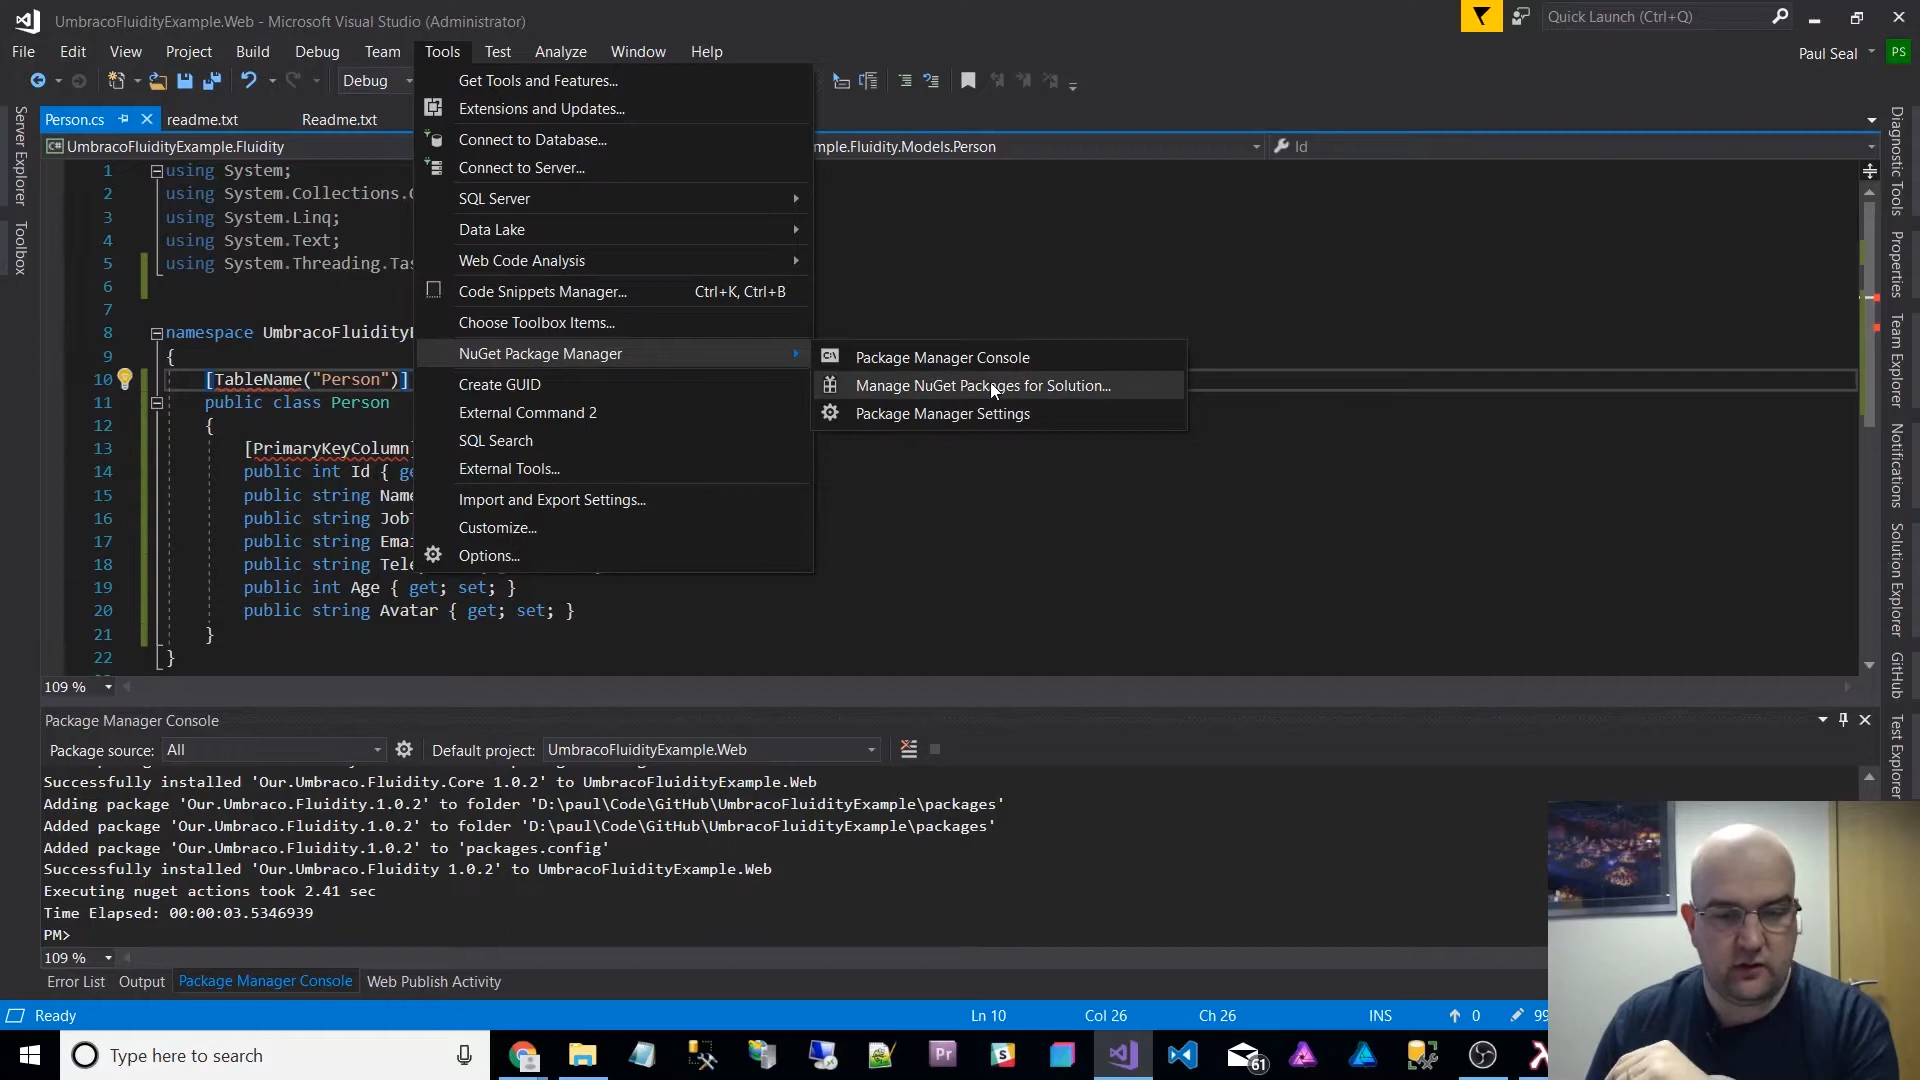 UmbracoFluidityExample.Web - Microsoft Visual Studio (Administrator)
Quick Launch (Ctrl+Q)
File Edit View Project Build Debug Team Tools Test Analyze Window Help
Paul Seal PS
Debug
Person.cs readme.txt Readme.txt
UmbracoFluidityExample.Fluidity
mple.Fluidity.Models.Person
Id
1 using System;
2 using System.Collections.
3 using System.Linq;
4 using System.Text;
5 using System.Threading.Tas
6
7
8 namespace UmbracoFluidityE
9 {
10 [TableName("Person")]
11 public class Person
12 {
13 [PrimaryKeyColumn]
14 public int Id { ge
15 public string Name
16 public string JobT
17 public string Emai
18 public string Tele
19 public int Age { get; set; }
20 public string Avatar { get; set; }
21 }
22 }
Get Tools and Features...
Extensions and Updates...
Connect to Database...
Connect to Server...
SQL Server
Data Lake
Web Code Analysis
Code Snippets Manager... Ctrl+K, Ctrl+B
Choose Toolbox Items...
NuGet Package Manager
Create GUID
External Command 2
SQL Search
External Tools...
Import and Export Settings...
Customize...
Options...
Package Manager Console
Manage NuGet Packages for Solution...
Package Manager Settings
Server Explorer
Toolbox
Diagnostic Tools
Properties
Team Explorer
Notifications
Solution Explorer
GitHub
Test Explorer
109 %
Package Manager Console
Package source: All
Default project: UmbracoFluidityExample.Web
Successfully installed 'Our.Umbraco.Fluidity.Core 1.0.2' to UmbracoFluidityExample.Web
Adding package 'Our.Umbraco.Fluidity.1.0.2' to folder 'D:\paul\Code\GitHub\UmbracoFluidityExample\packages'
Added package 'Our.Umbraco.Fluidity.1.0.2' to folder 'D:\paul\Code\GitHub\UmbracoFluidityExample\packages'
Added package 'Our.Umbraco.Fluidity.1.0.2' to 'packages.config'
Successfully installed 'Our.Umbraco.Fluidity 1.0.2' to UmbracoFluidityExample.Web
Executing nuget actions took 2.41 sec
Time Elapsed: 00:00:03.5346939
PM>
109 %
Error List Output Package Manager Console Web Publish Activity
Ready
Ln 10 Col 26 Ch 26 INS 0 99
Type here to search
Pr
61